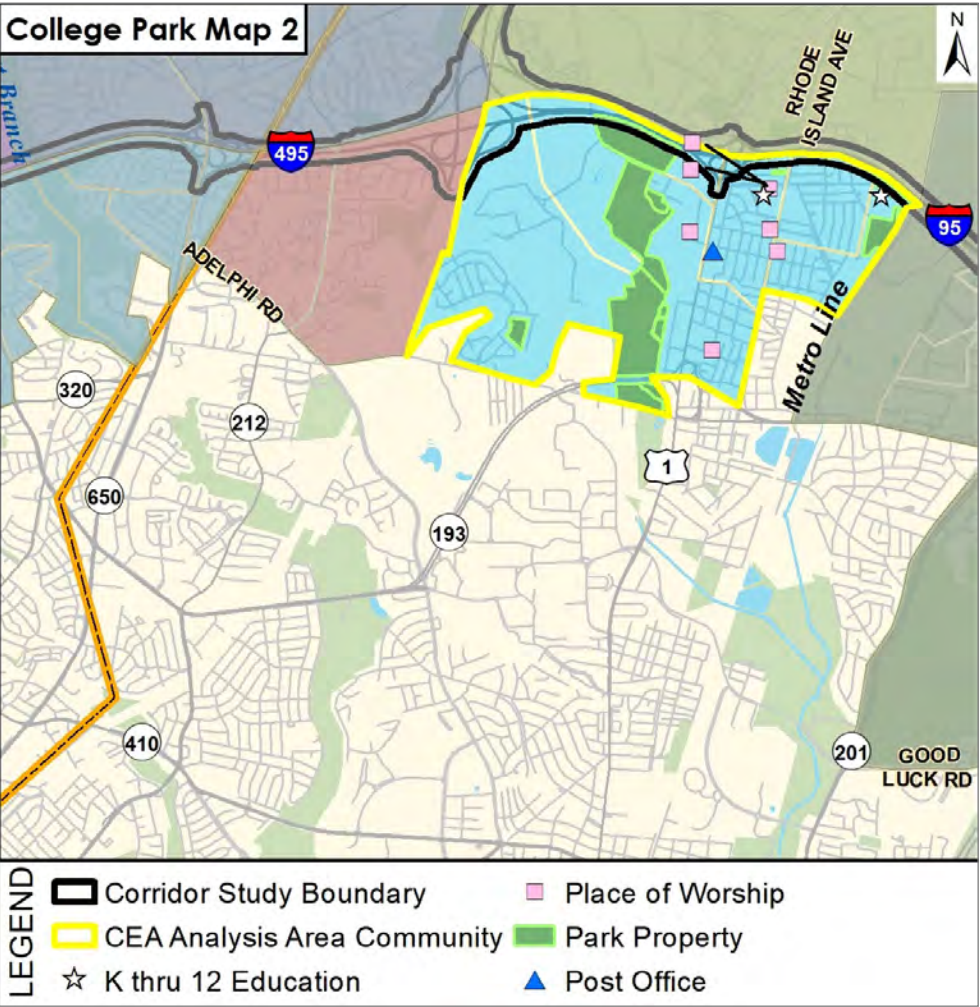 College Park Map 2
N
RHODE
ISLAND AVE
Branch
495
95
ADELPHI RD
Metro Line
320
212
1
650
193
410
201
GOOD
LUCK RD
LEGEND
Corridor Study Boundary
Place of Worship
CEA Analysis Area Community
Park Property
K thru 12 Education
Post Office